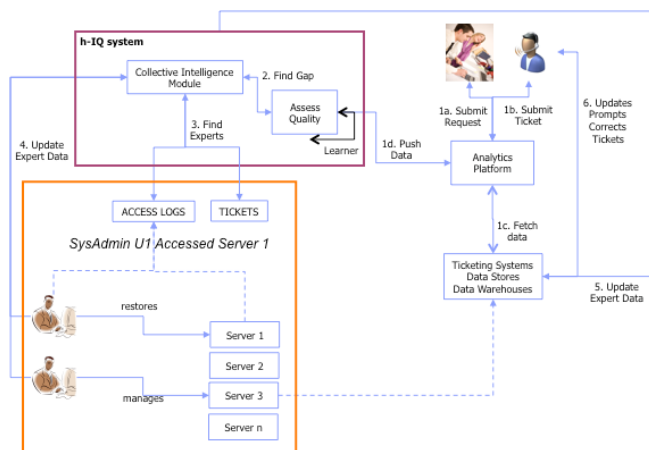 h-IQ system
Collective Intelligence
Module
2. Find Gap
Assess
Quality
Learner
3. Find
Experts
4. Update
Expert Data
1a. Submit
Request
1b. Submit
Ticket
6. Updates
Prompts
Corrects
Tickets
1d. Push
Data
Analytics
Platform
1c. Fetch
data
Ticketing Systems
Data Stores
Data Warehouses
5. Update
Expert Data
ACCESS LOGS
TICKETS
SysAdmin U1 Accessed Server 1
restores
Server 1
Server 2
manages
Server 3
Server n